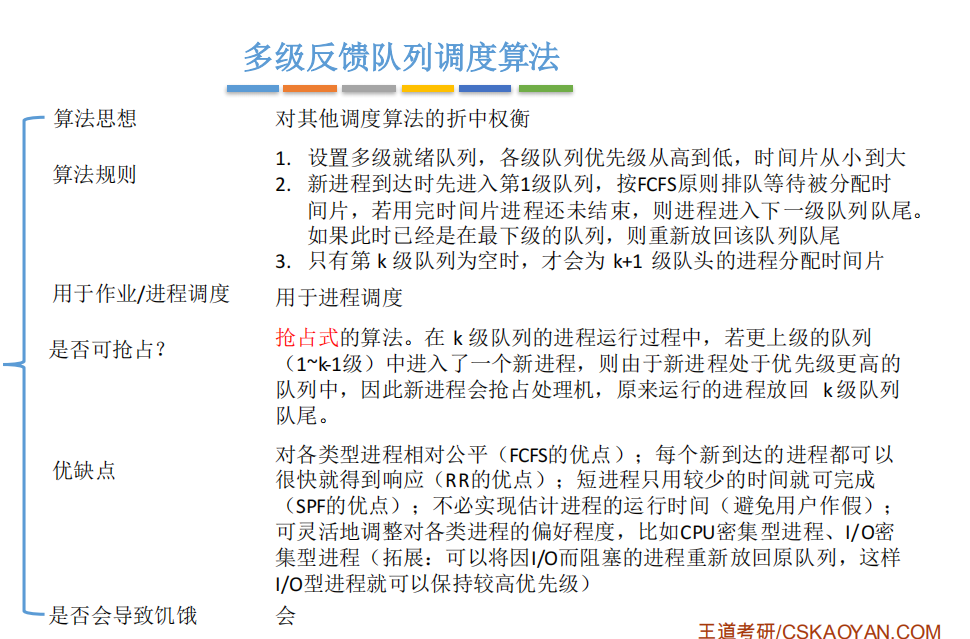 多级反馈队列调度算法
算法思想
对其他调度算法的折中权衡
算法规则
1. 设置多级就绪队列，各级队列优先级从高到低，时间片从小到大
2. 新进程到达时先进入第1级队列，按FCFS原则排队等待被分配时
间片，若用完时间片进程还未结束，则进程进入下一级队列队尾。
如果此时已经是在最下级的队列，则重新放回该队列队尾
3. 只有第 k 级队列为空时，才会为 k+1 级队头的进程分配时间片
用于作业/进程调度
用于进程调度
是否可抢占？
抢占式的算法。在 k 级队列的进程运行过程中，若更上级的队列
（1~k-1级）中进入了一个新进程，则由于新进程处于优先级更高的
队列中，因此新进程会抢占处理机，原来运行的进程放回 k 级队列
队尾。
优缺点
对各类型进程相对公平（FCFS的优点）；每个新到达的进程都可以
很快就得到响应（RR的优点）；短进程只用较少的时间就可完成
（SPF的优点）；不必实现估计进程的运行时间（避免用户作假）；
可灵活地调整对各类进程的偏好程度，比如CPU密集型进程、I/O密
集型进程（拓展：可以将因I/O而阻塞的进程重新放回原队列，这样
I/O型进程就可以保持较高优先级）
是否会导致饥饿
会
王道考研/CSKAOYAN.COM